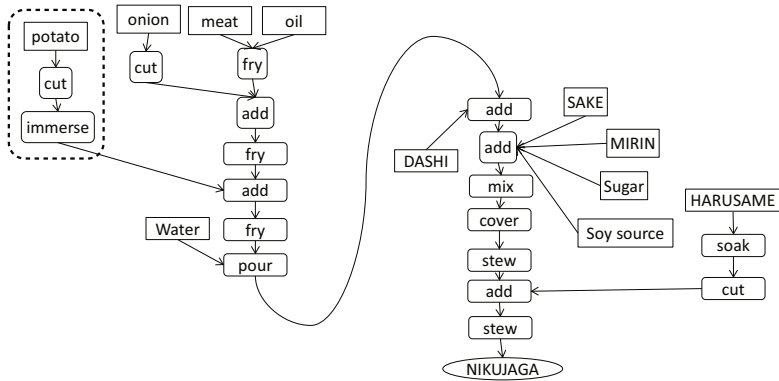 potato
cut
immerse
onion
cut
meat
oil
fry
add
fry
add
fry
Water
pour
add
DASHI
add
SAKE
MIRIN
Sugar
Soy source
mix
cover
stew
HARUSAME
soak
cut
add
stew
NIKUJAGA